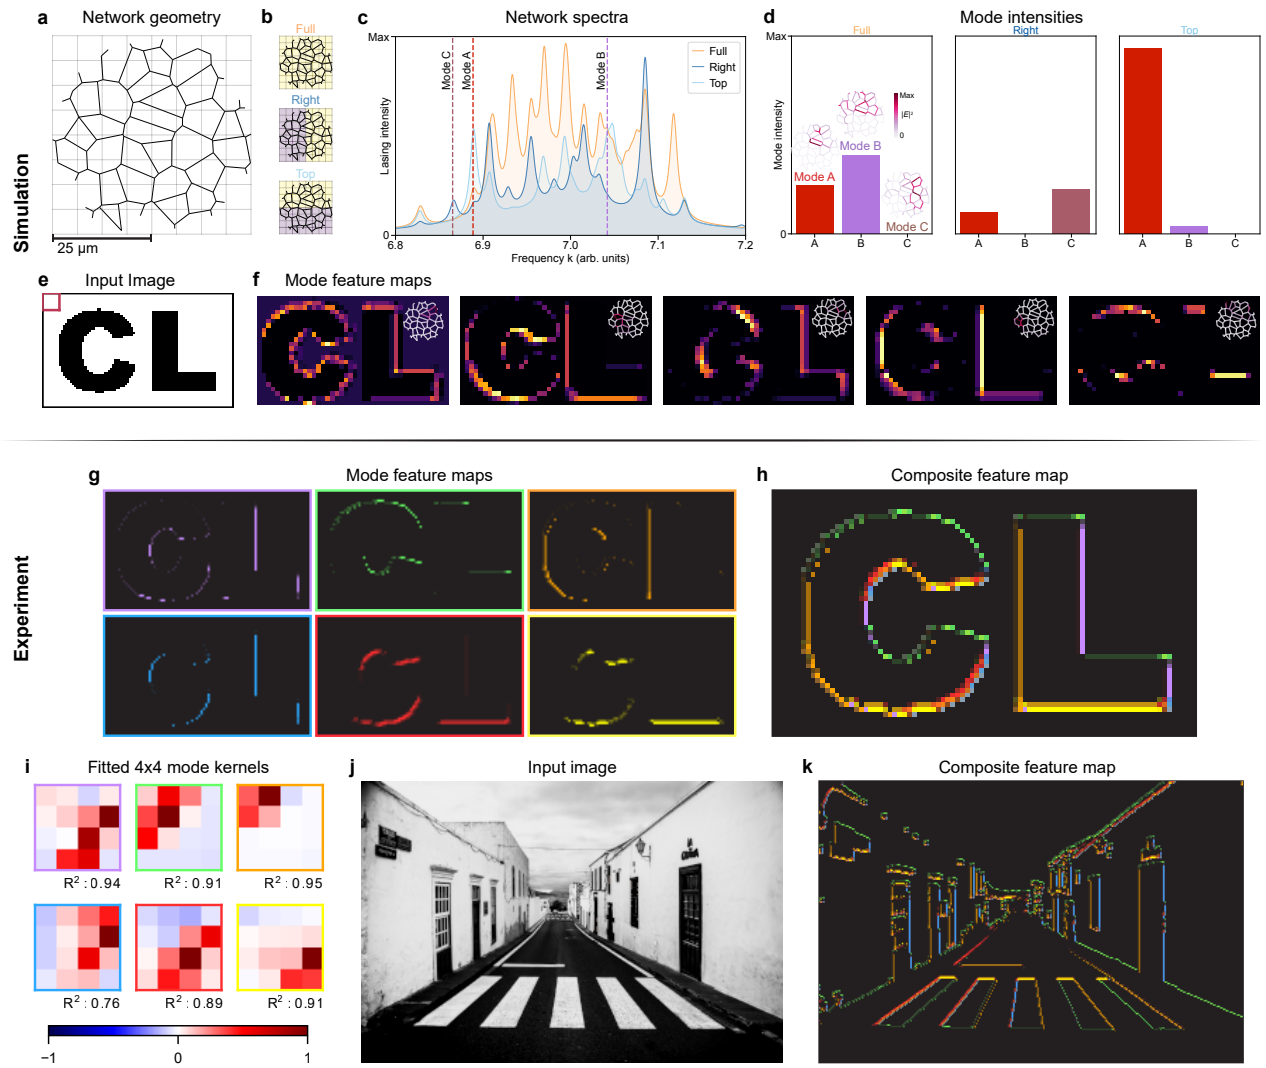 a Network geometry
25 µm
b
Full
Right
Top
c Network spectra
Max
Lasing intensity
0
Mode C
Mode A
Mode B
Full
Right
Top
6.8 6.9 7.0 7.1 7.2
Frequency k (arb. units)
d Mode intensities
Full Right Top
Max
Mode intensity
0
Max
|E|²
0
Mode A
Mode B
Mode C
A B C A B C A B C
Simulation
e Input Image
CL
f Mode feature maps
Experiment
g Mode feature maps
h Composite feature map
i Fitted 4x4 mode kernels
R²: 0.94 R²: 0.91 R²: 0.95
R²: 0.76 R²: 0.89 R²: 0.91
−1 0 1
j Input image
k Composite feature map